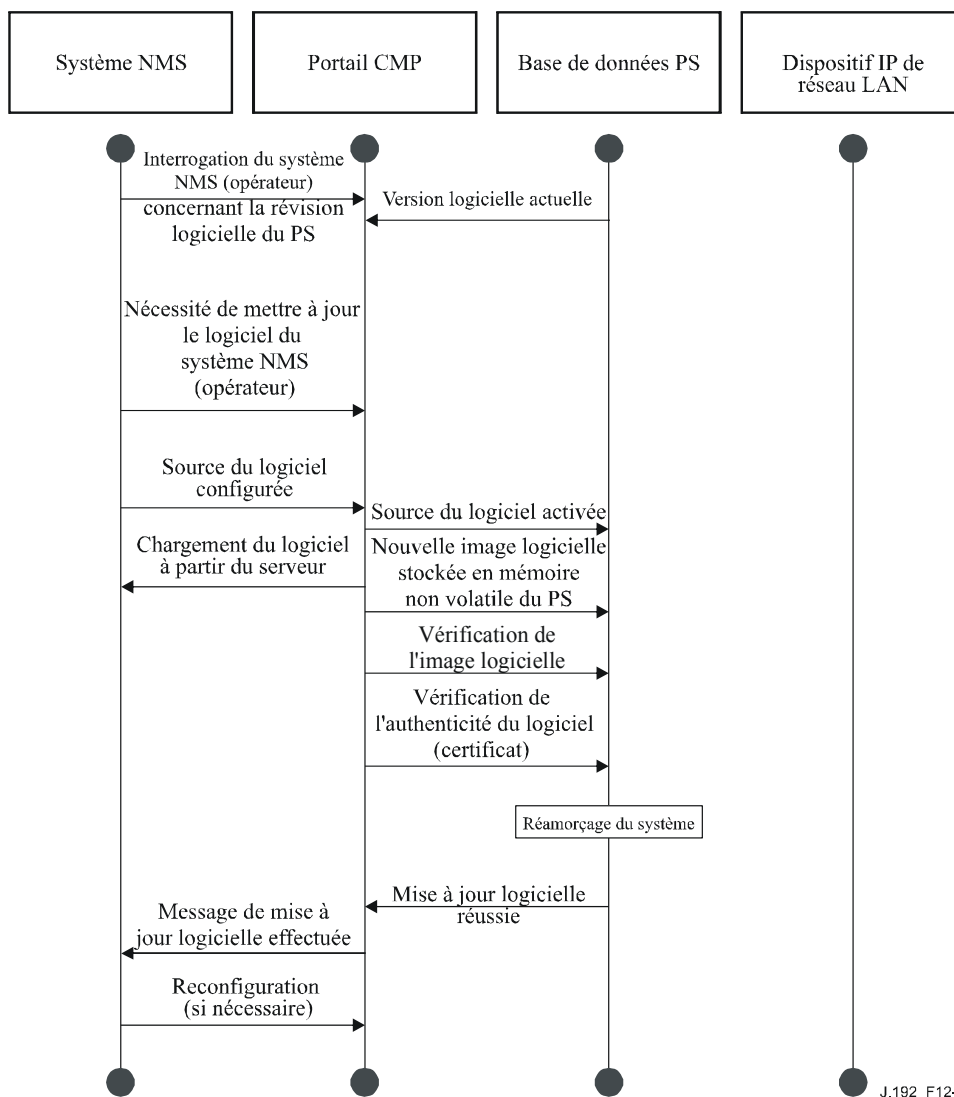 Système NMS
Portail CMP
Base de données PS
Dispositif IP de
réseau LAN
Interrogation du système
NMS (opérateur)
concernant la révision
logicielle du PS
Version logicielle actuelle
Nécessité de mettre à jour
le logiciel du
système NMS
(opérateur)
Source du logiciel
configurée
Source du logiciel activée
Chargement du logiciel
à partir du serveur
Nouvelle image logicielle
stockée en mémoire
non volatile du PS
Vérification de
l'image logicielle
Vérification de
l'authenticité du logiciel
(certificat)
Réamorçage du système
Mise à jour logicielle
réussie
Message de mise à
jour logicielle effectuée
Reconfiguration
(si nécessaire)
J.192_F12-